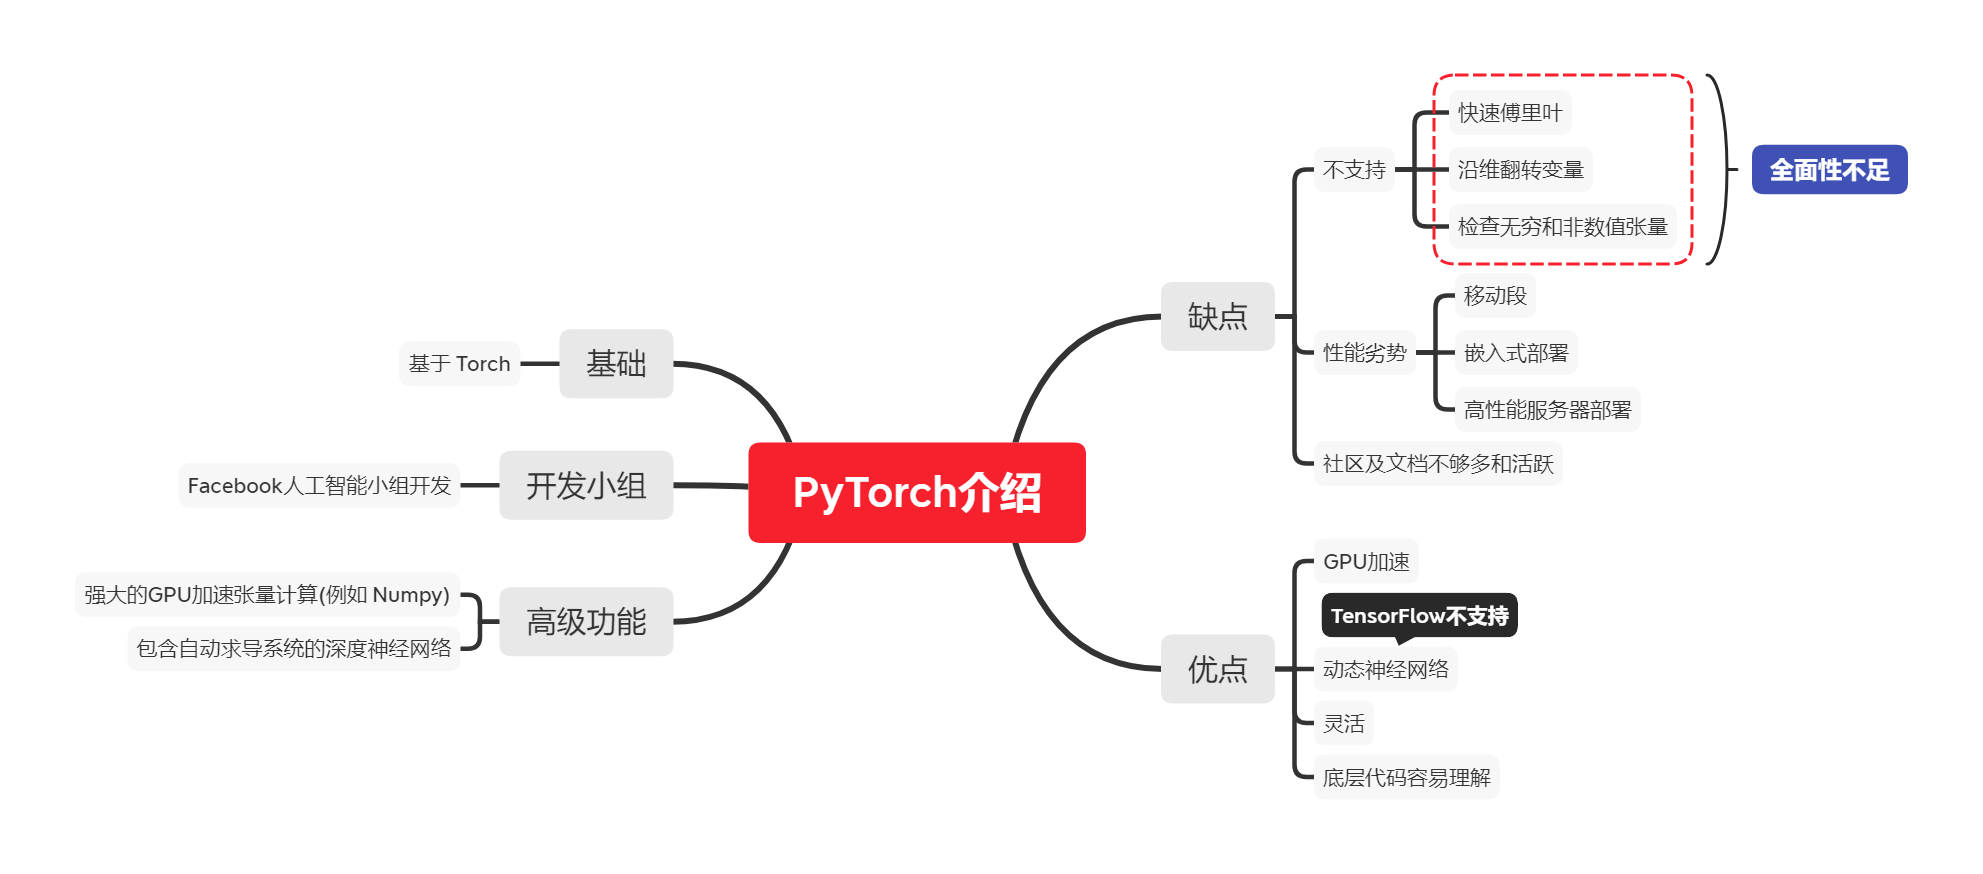 PyTorch介绍
缺点
不支持
快速傅里叶
沿维翻转变量
检查无穷和非数值张量
全面性不足
性能劣势
移动段
嵌入式部署
高性能服务器部署
社区及文档不够多和活跃
优点
GPU加速
TensorFlow不支持
动态神经网络
灵活
底层代码容易理解
基础
基于 Torch
开发小组
Facebook人工智能小组开发
高级功能
强大的GPU加速张量计算(例如 Numpy)
包含自动求导系统的深度神经网络